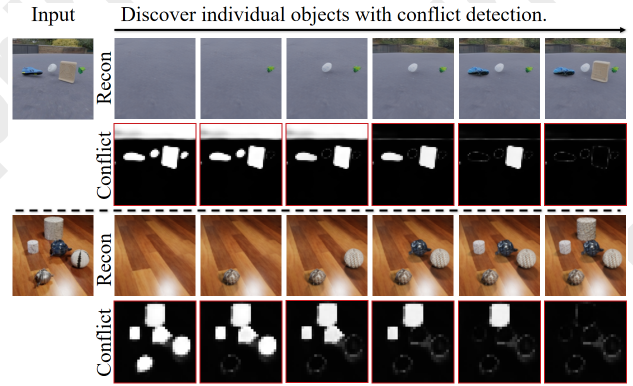 Input
Discover individual objects with conflict detection.
Recon
Conflict
Recon
Conflict